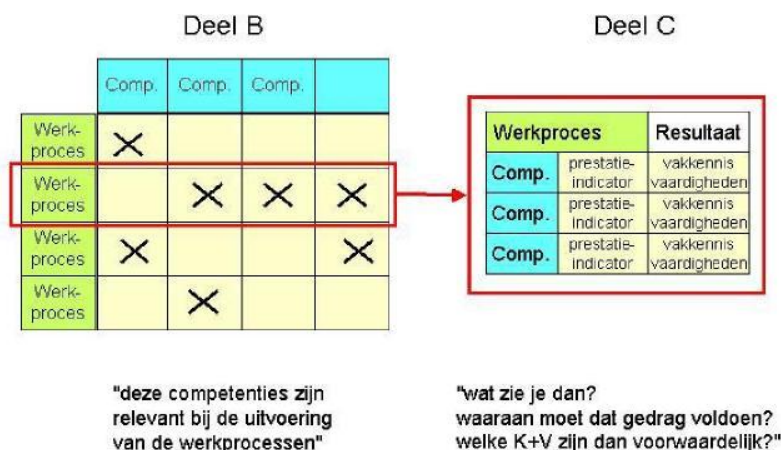 Deel B
Comp. Comp. Comp.
Werk-
proces
Werk-
proces
Werk-
proces
Werk-
proces
"deze competenties zijn
relevant bij de uitvoering
van de werkprocessen"
Deel C
Werkproces Resultaat
Comp. prestatie-
indicator vakkennis
vaardigheden
Comp. prestatie-
indicator vakkennis
vaardigheden
Comp. prestatie-
indicator vakkennis
vaardigheden
"wat zie je dan?
waaraan moet dat gedrag voldoen?
welke K+V zijn dan voorwaardelijk?"